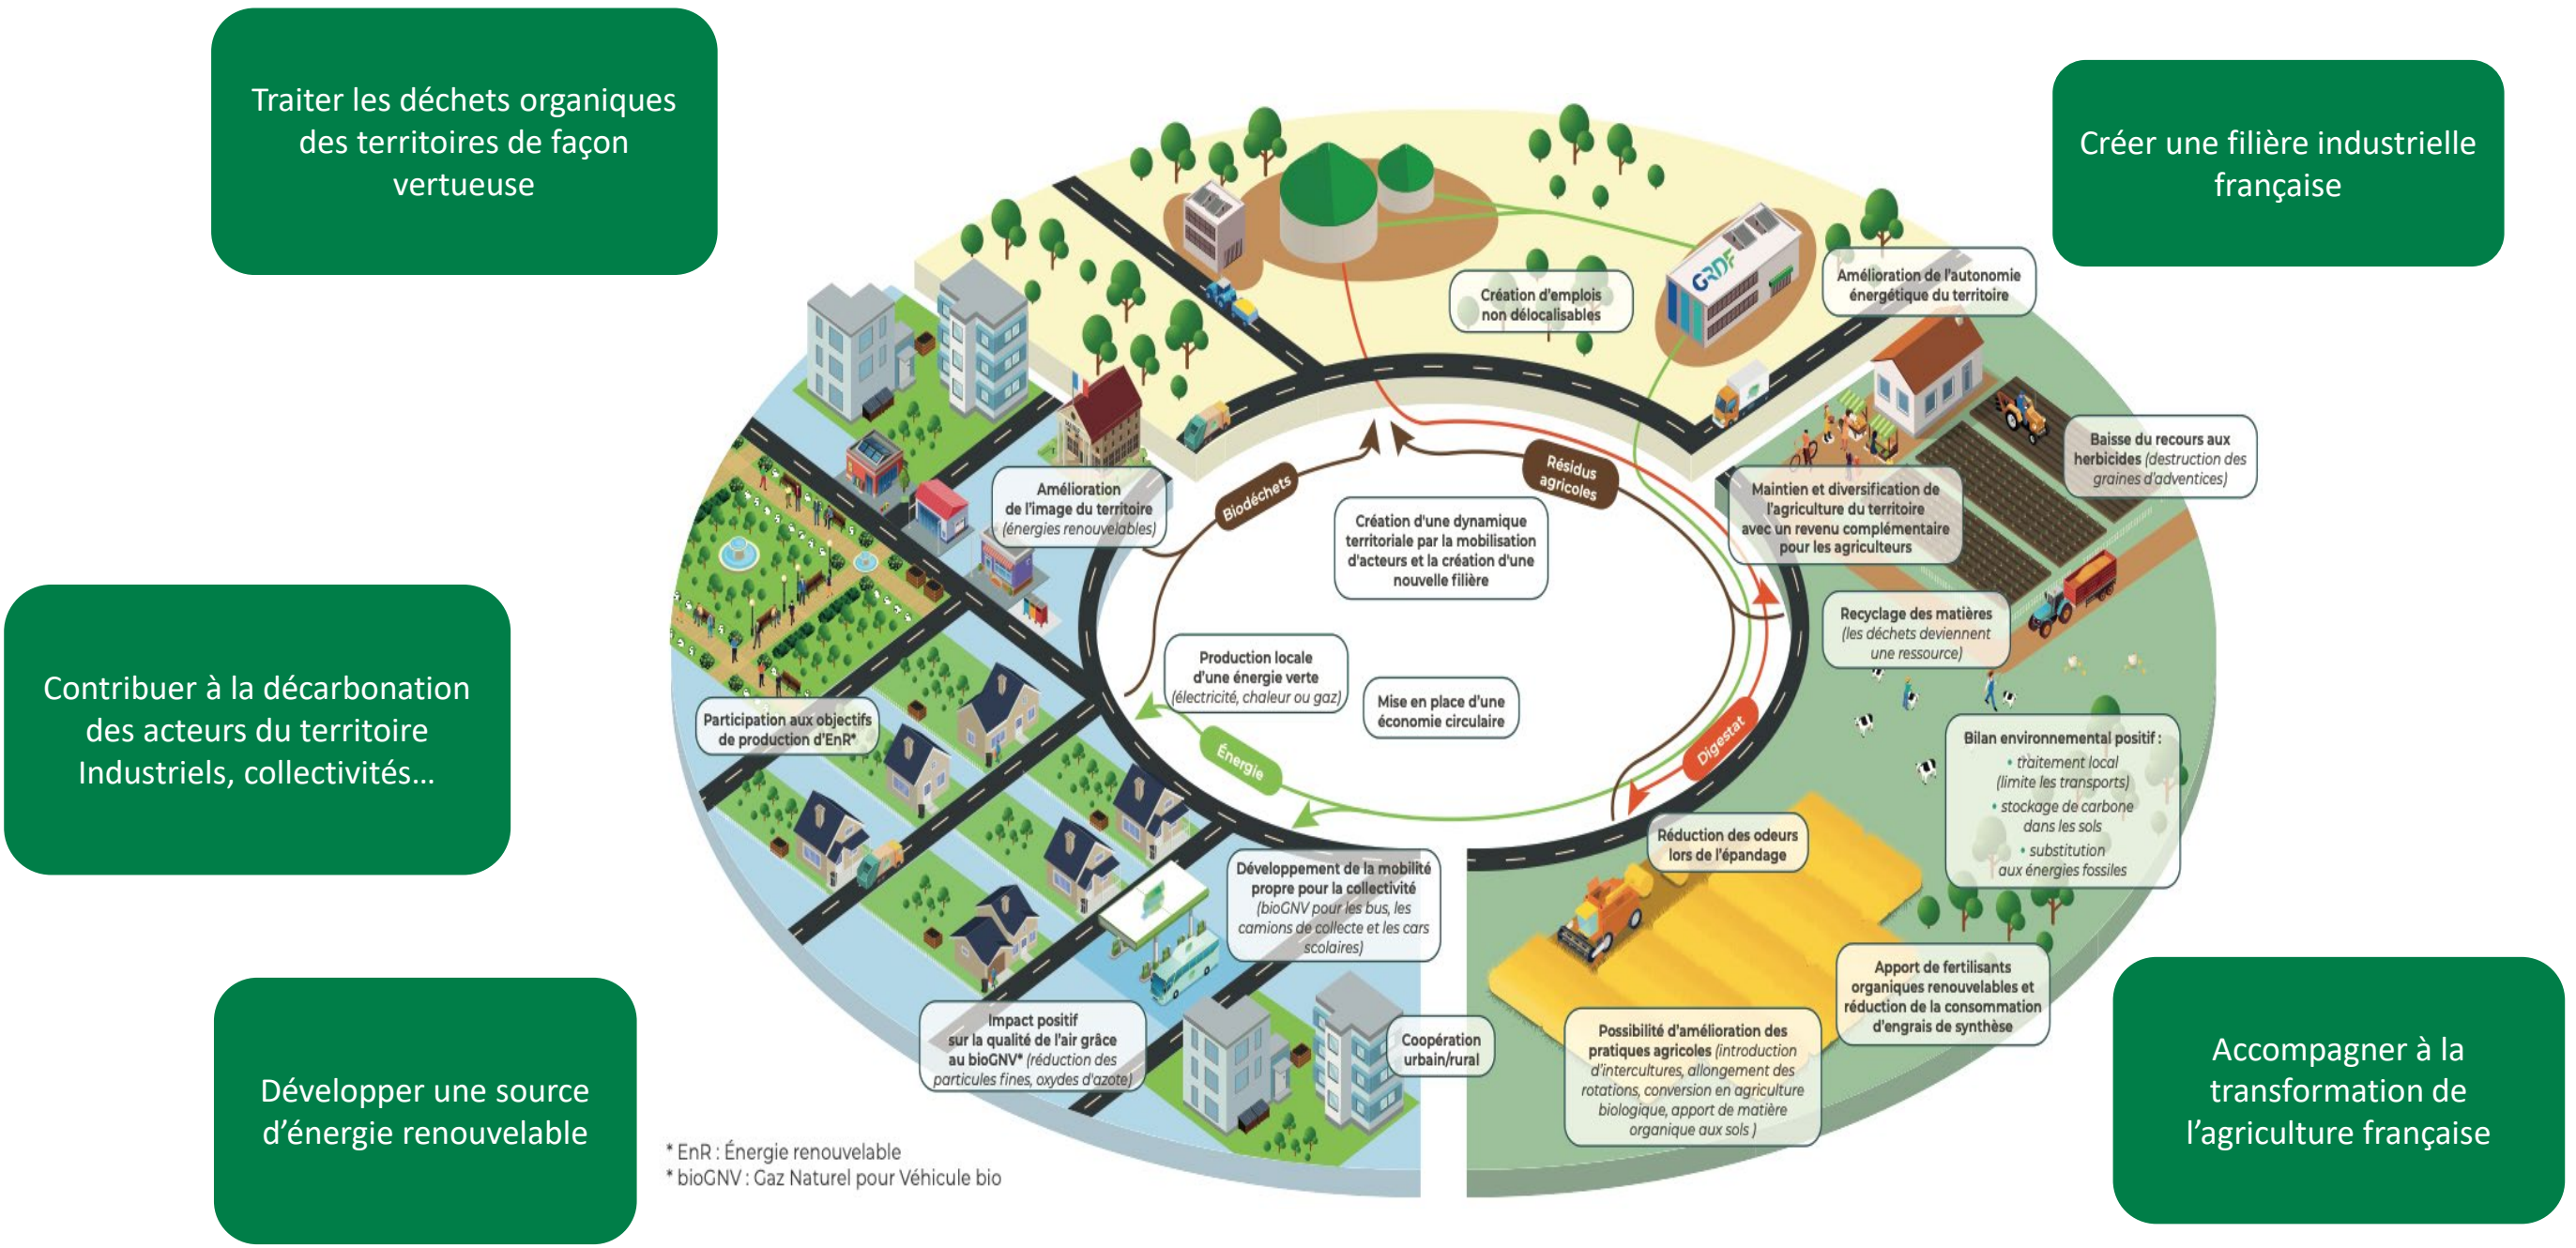 Traiter les déchets organiques
des territoires de façon
vertueuse
Créer une filière industrielle
française
GRDF
Création d'emplois
non délocalisables
Amélioration de l'autonomie
énergétique du territoire
Baisse du recours aux
herbicides (destruction des
graines d'adventices)
Amélioration
de l'image du territoire
(énergies renouvelables)
Biodéchets
Résidus
agricoles
Maintien et diversification de
l'agriculture du territoire
avec un revenu complémentaire
pour les agriculteurs
Création d'une dynamique
territoriale par la mobilisation
d'acteurs et la création d'une
nouvelle filière
Recyclage des matières
(les déchets deviennent
une ressource)
Contribuer à la décarbonation
des acteurs du territoire
Industriels, collectivités…
Production locale
d'une énergie verte
(électricité, chaleur ou gaz)
Mise en place d'une
économie circulaire
Participation aux objectifs
de production d'EnR*
Énergie
Digestat
Bilan environnemental positif :
• traitement local
(limite les transports)
• stockage de carbone
dans les sols
• substitution
aux énergies fossiles
Réduction des odeurs
lors de l'épandage
Développement de la mobilité
propre pour la collectivité
(bioGNV pour les bus, les
camions de collecte et les cars
scolaires)
Apport de fertilisants
organiques renouvelables et
réduction de la consommation
d'engrais de synthèse
Impact positif
sur la qualité de l'air grâce
au bioGNV* (réduction des
particules fines, oxydes d'azote)
Coopération
urbain/rural
Possibilité d'amélioration des
pratiques agricoles (introduction
d'intercultures, allongement des
rotations, conversion en agriculture
biologique, apport de matière
organique aux sols )
Développer une source
d’énergie renouvelable
Accompagner à la
transformation de
l’agriculture française
* EnR : Énergie renouvelable
* bioGNV : Gaz Naturel pour Véhicule bio